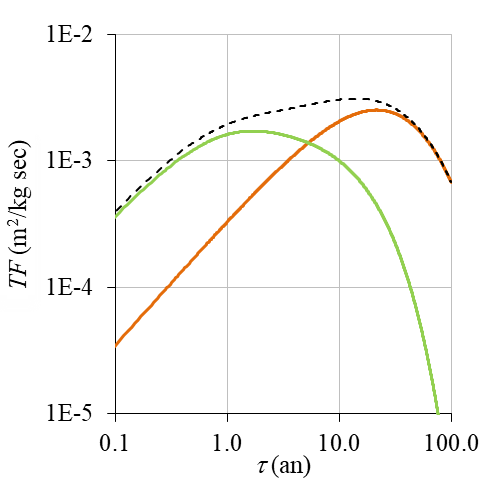 1E-2
1E-3
1E-4
1E-5
TF (m²/kg sec)
0.1 1.0 10.0 100.0
τ (an)